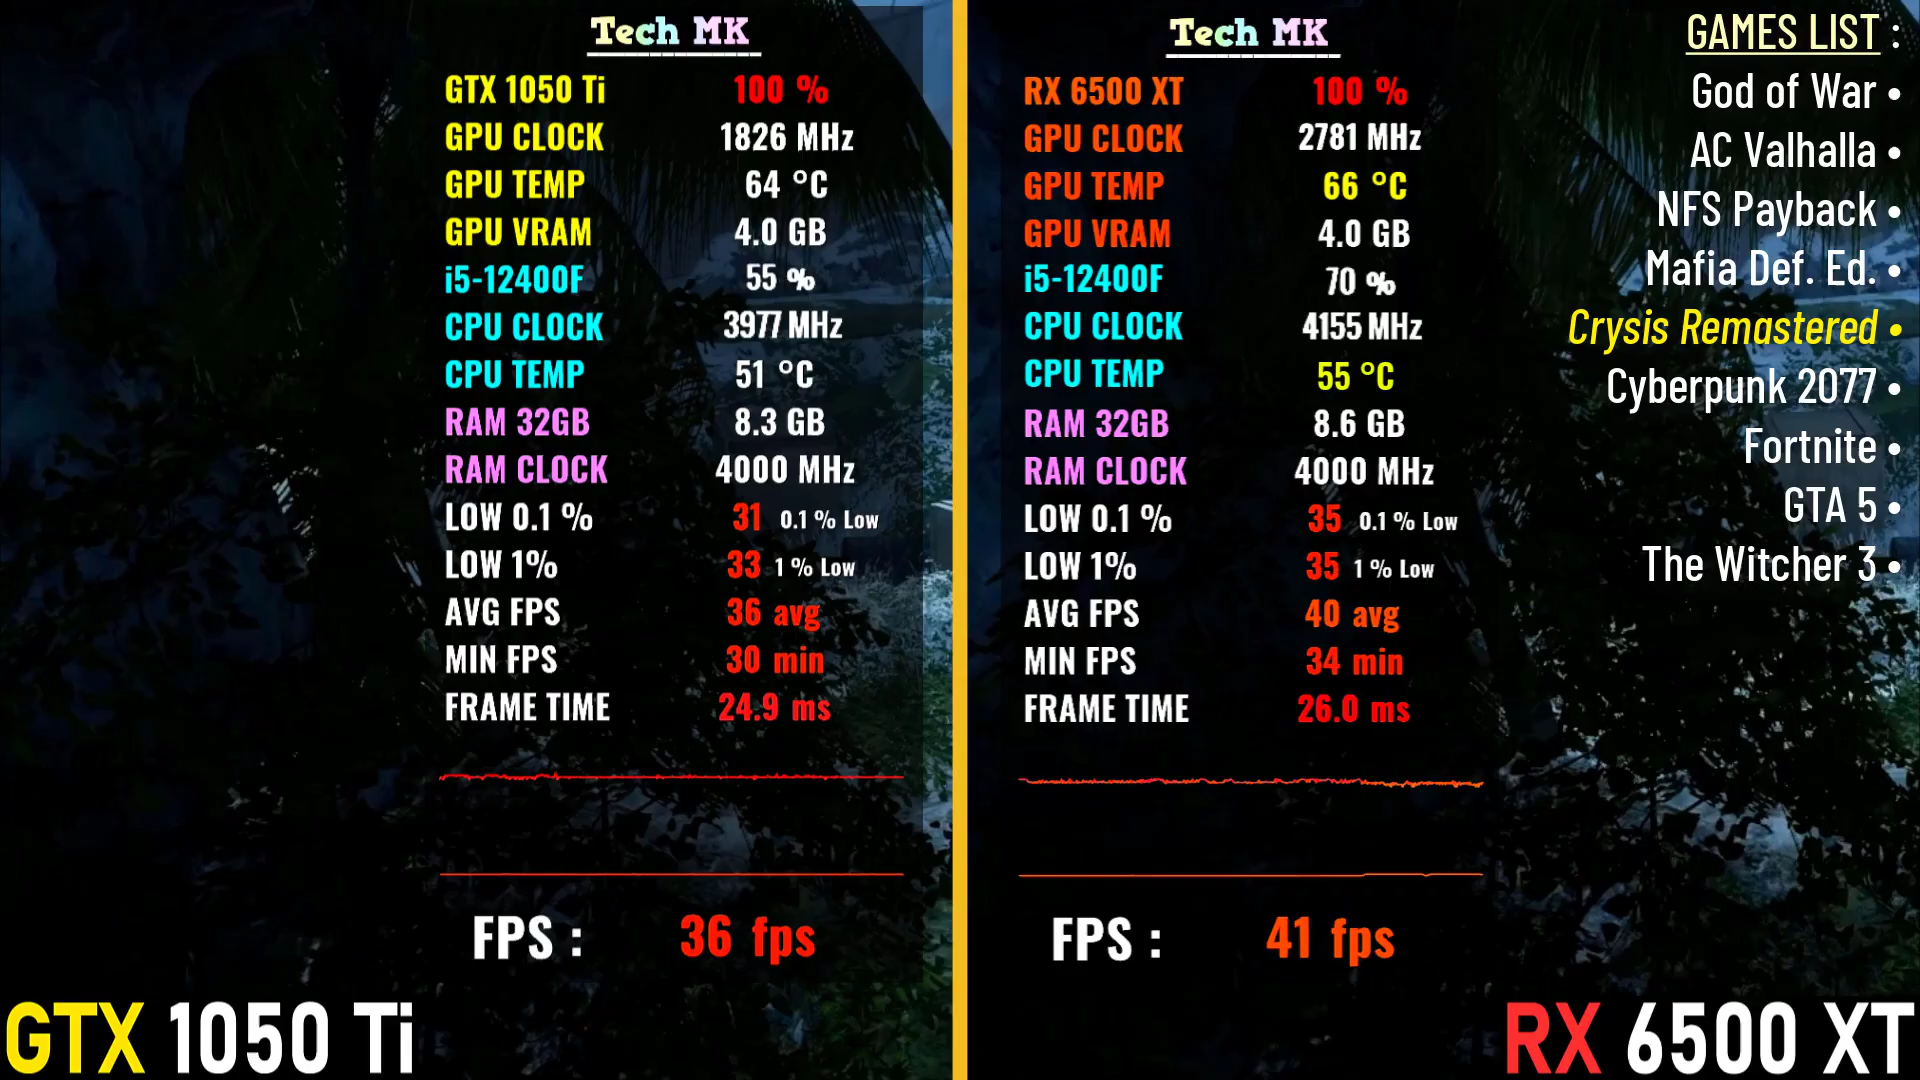 Tech MK
GTX 1050 Ti 100 %
GPU CLOCK 1826 MHz
GPU TEMP 64 °C
GPU VRAM 4.0 GB
i5-12400F 55 %
CPU CLOCK 3977 MHz
CPU TEMP 51 °C
RAM 32GB 8.3 GB
RAM CLOCK 4000 MHz
LOW 0.1 % 31 0.1 % Low
LOW 1% 33 1 % Low
AVG FPS 36 avg
MIN FPS 30 min
FRAME TIME 24.9 ms
FPS : 36 fps
GTX 1050 Ti
Tech MK
RX 6500 XT 100 %
GPU CLOCK 2781 MHz
GPU TEMP 66 °C
GPU VRAM 4.0 GB
i5-12400F 70 %
CPU CLOCK 4155 MHz
CPU TEMP 55 °C
RAM 32GB 8.6 GB
RAM CLOCK 4000 MHz
LOW 0.1 % 35 0.1 % Low
LOW 1% 35 1 % Low
AVG FPS 40 avg
MIN FPS 34 min
FRAME TIME 26.0 ms
FPS : 41 fps
RX 6500 XT
GAMES LIST :
God of War •
AC Valhalla •
NFS Payback •
Mafia Def. Ed. •
Crysis Remastered •
Cyberpunk 2077 •
Fortnite •
GTA 5 •
The Witcher 3 •